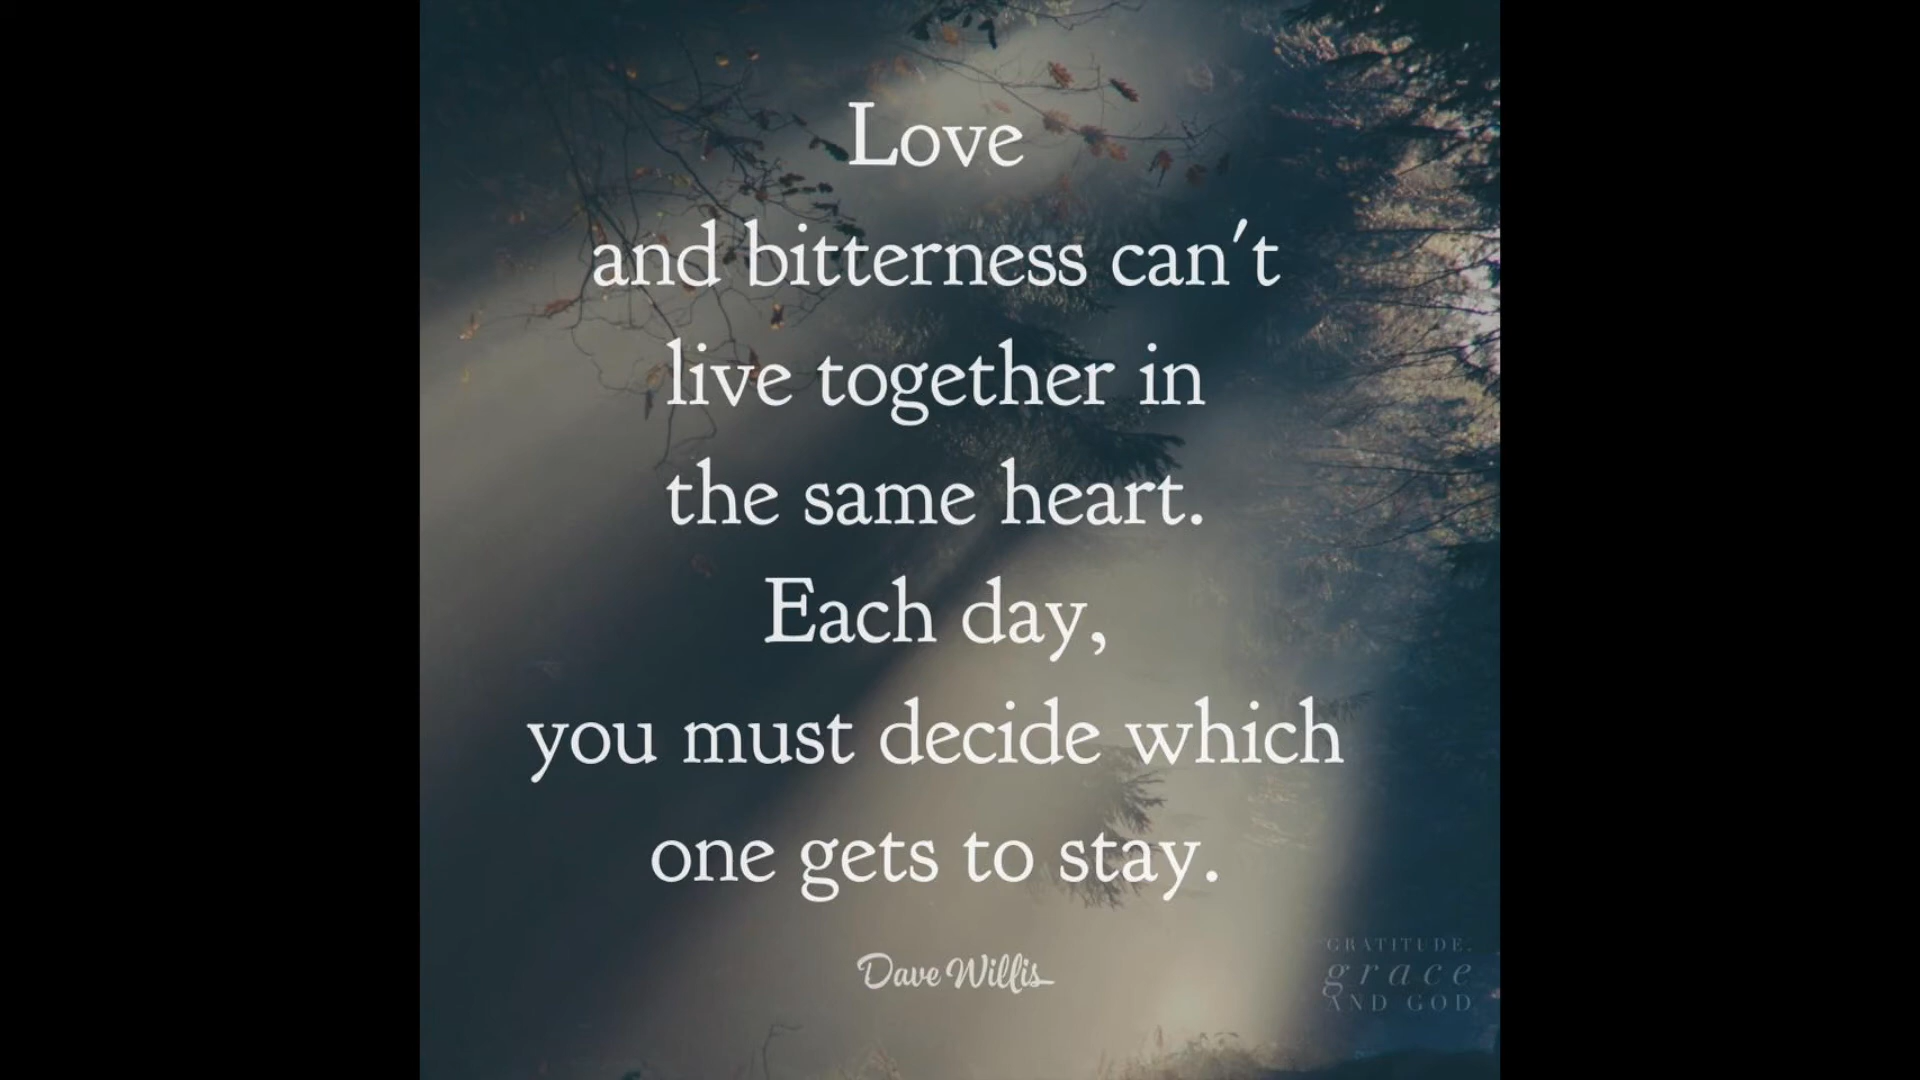 Love
and bitterness can't
live together in
the same heart.
Each day,
you must decide which
one gets to stay.
Dave Willis
GRATITUDE,
grace
AND GOD